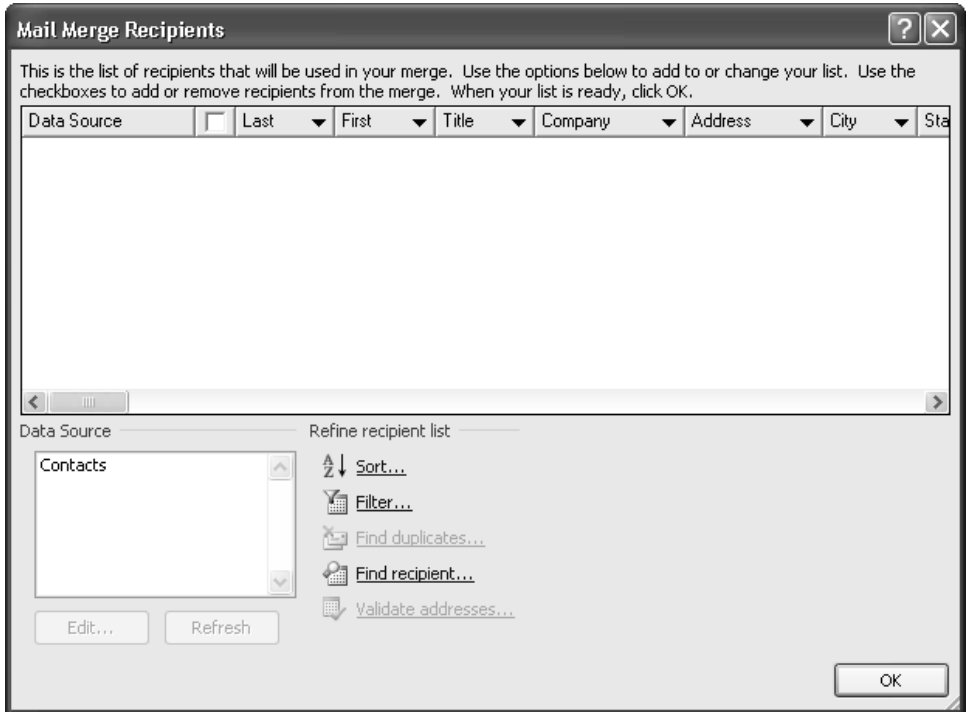 Mail Merge Recipients
This is the list of recipients that will be used in your merge. Use the options below to add to or change your list. Use the
checkboxes to add or remove recipients from the merge. When your list is ready, click OK.
Data Source Last First Title Company Address City Sta
Data Source Refine recipient list
Contacts
Sort...
Filter...
Find duplicates...
Find recipient...
Validate addresses...
Edit... Refresh
OK